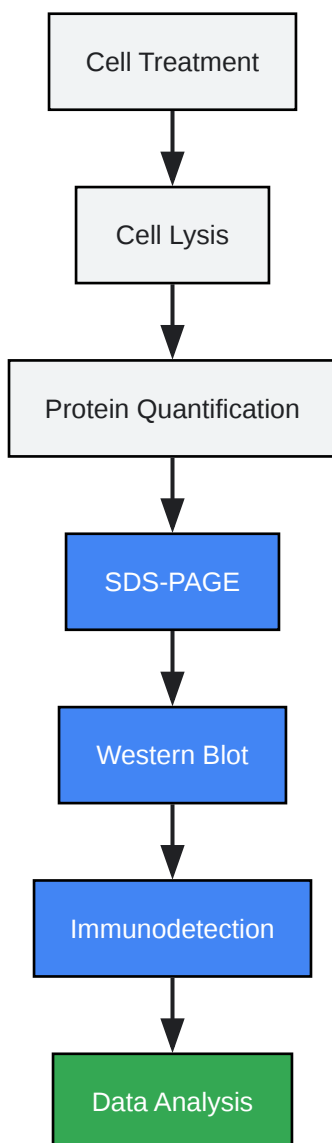 Cell Treatment
Cell Lysis
Protein Quantification
SDS-PAGE
Western Blot
Immunodetection
Data Analysis